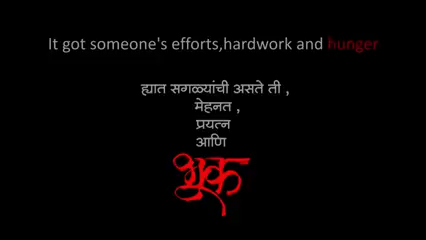 It got someone's efforts,hardwork and hunger
ह्यात सगळ्यांची असते ती ,
मेहनत ,
प्रयत्न
आणि
भुक